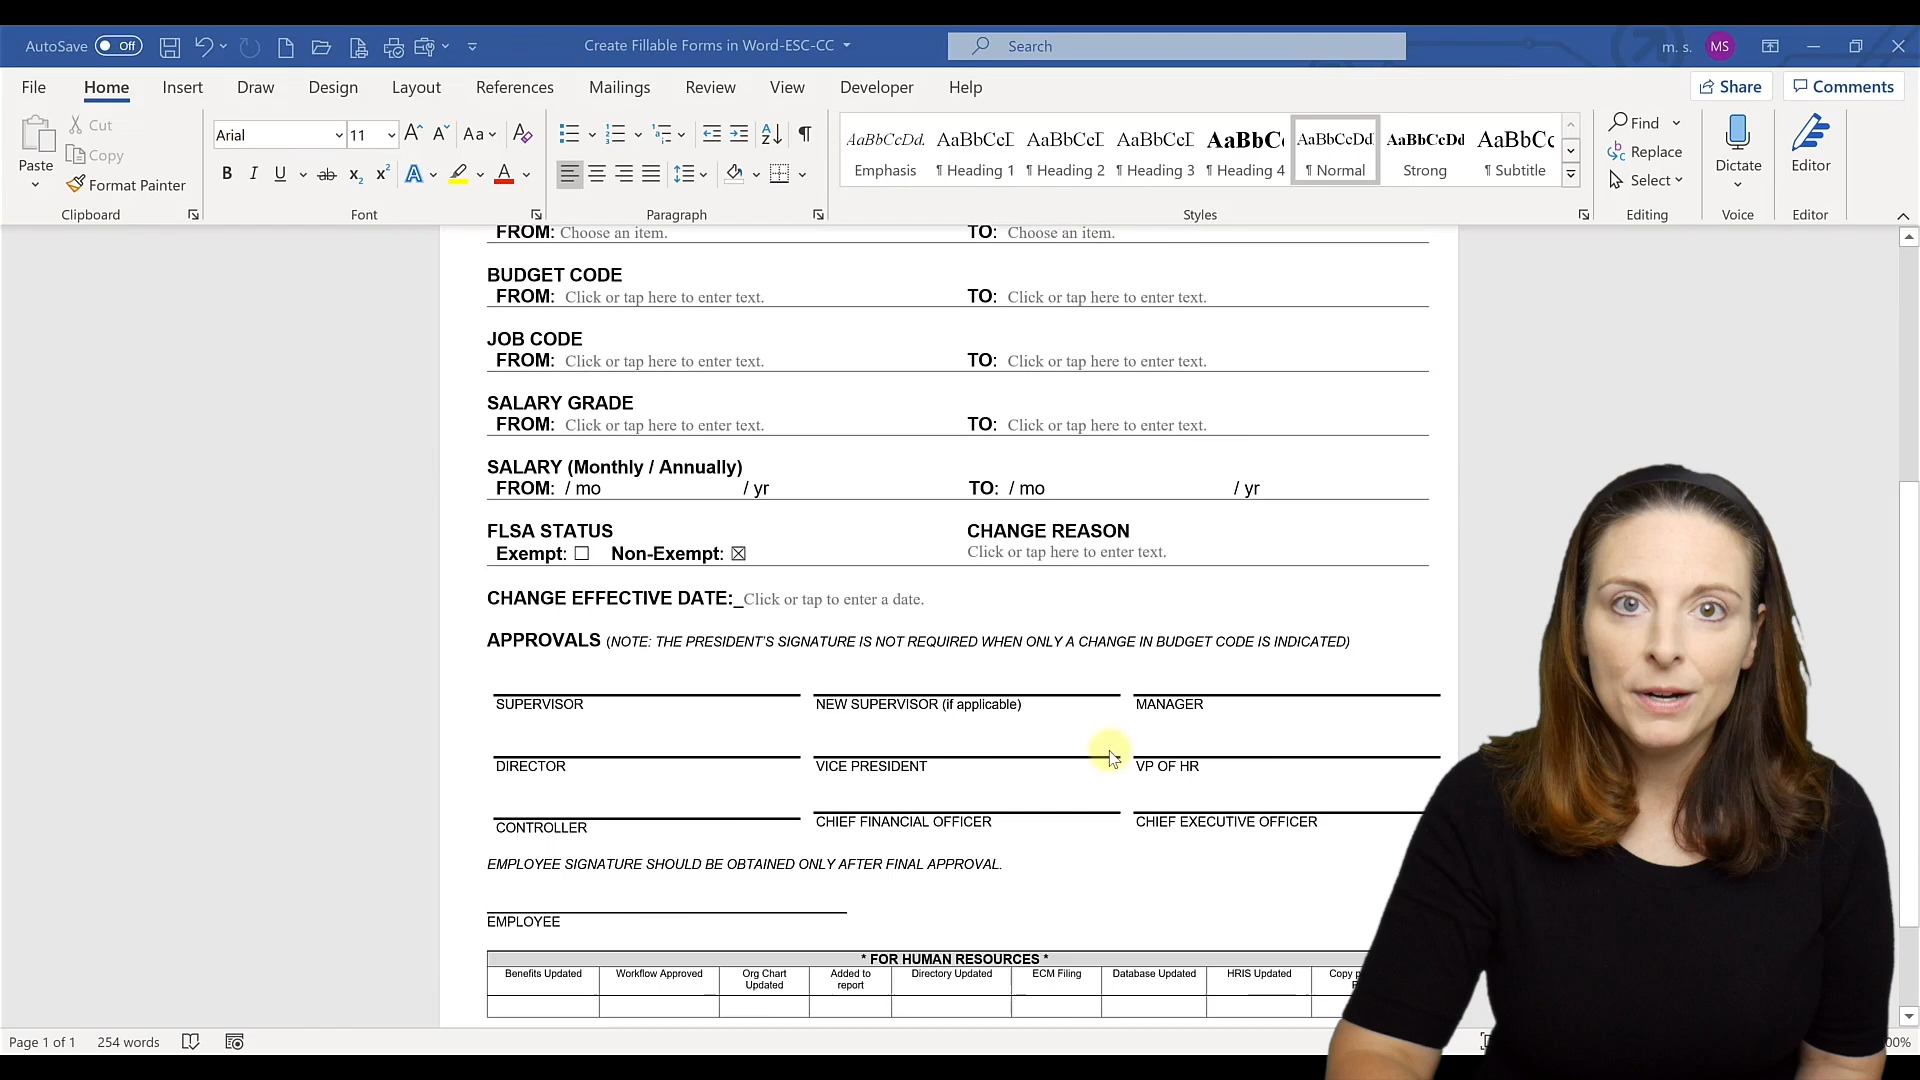 AutoSave Off Create Fillable Forms in Word-ESC-CC Search m. s. MS
File Home Insert Draw Design Layout References Mailings Review View Developer Help Share Comments
Paste Cut Copy Format Painter
Clipboard
Arial 11
Font
Paragraph
AaBbCcDd. AaBbCcI AaBbCcI AaBbCcI AaBbC AaBbCcDd AaBbCcDd AaBbCc
Emphasis ¶ Heading 1 ¶ Heading 2 ¶ Heading 3 ¶ Heading 4 ¶ Normal Strong ¶ Subtitle
Styles
Find
Replace
Select
Editing
Dictate
Voice
Editor
Editor
FROM: Choose an item. TO: Choose an item.
BUDGET CODE
FROM: Click or tap here to enter text. TO: Click or tap here to enter text.
JOB CODE
FROM: Click or tap here to enter text. TO: Click or tap here to enter text.
SALARY GRADE
FROM: Click or tap here to enter text. TO: Click or tap here to enter text.
SALARY (Monthly / Annually)
FROM: / mo / yr TO: / mo / yr
FLSA STATUS CHANGE REASON
Exempt: ☐ Non-Exempt: ☒ Click or tap here to enter text.
CHANGE EFFECTIVE DATE:_Click or tap to enter a date.
APPROVALS (NOTE: THE PRESIDENT'S SIGNATURE IS NOT REQUIRED WHEN ONLY A CHANGE IN BUDGET CODE IS INDICATED)
SUPERVISOR NEW SUPERVISOR (if applicable) MANAGER
DIRECTOR VICE PRESIDENT VP OF HR
CONTROLLER CHIEF FINANCIAL OFFICER CHIEF EXECUTIVE OFFICER
EMPLOYEE SIGNATURE SHOULD BE OBTAINED ONLY AFTER FINAL APPROVAL.
EMPLOYEE
* FOR HUMAN RESOURCES *
Benefits Updated Workflow Approved Org Chart Updated Added to report Directory Updated ECM Filing Database Updated HRIS Updated Copy
Page 1 of 1 254 words